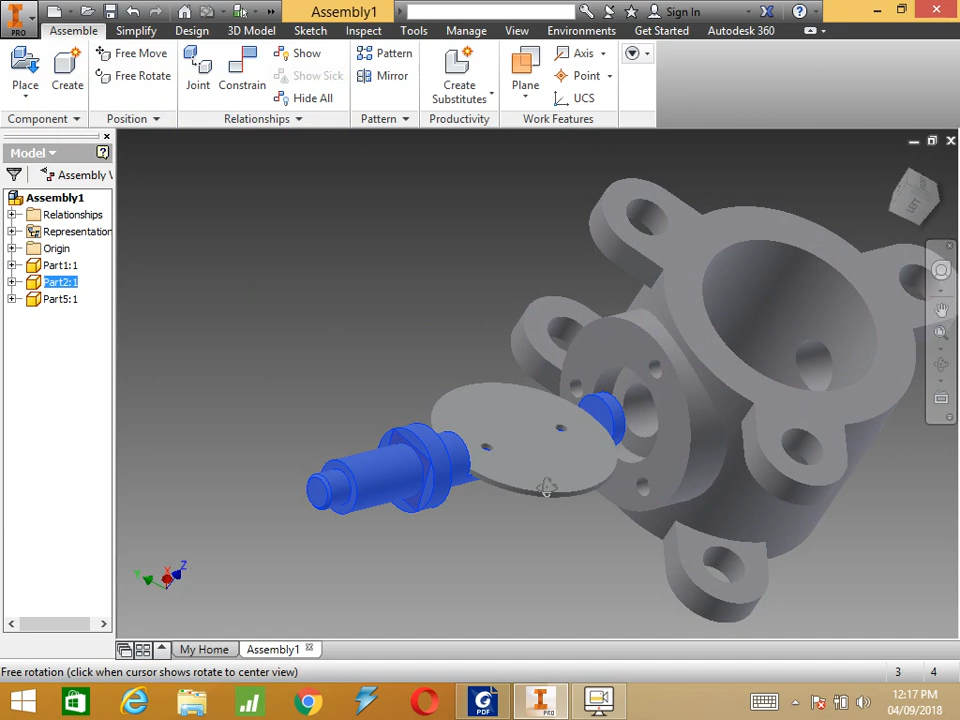 PRO
Assembly1
Sign In
Assemble Simplify Design 3D Model Sketch Inspect Tools Manage View Environments Get Started Autodesk 360
Place
Create
Free Move
Free Rotate
Joint
Constrain
Show
Show Sick
Hide All
Pattern
Mirror
Create
Substitutes
Plane
Axis
Point
UCS
Component
Position
Relationships
Pattern
Productivity
Work Features
Model
Assembly V
Assembly1
Relationships
Representation
Origin
Part1:1
Part2:1
Part5:1
LEFT
Y X Z
My Home
Assembly1
Free rotation (click when cursor shows rotate to center view)
3 4
PDF
PRO
12:17 PM
04/09/2018